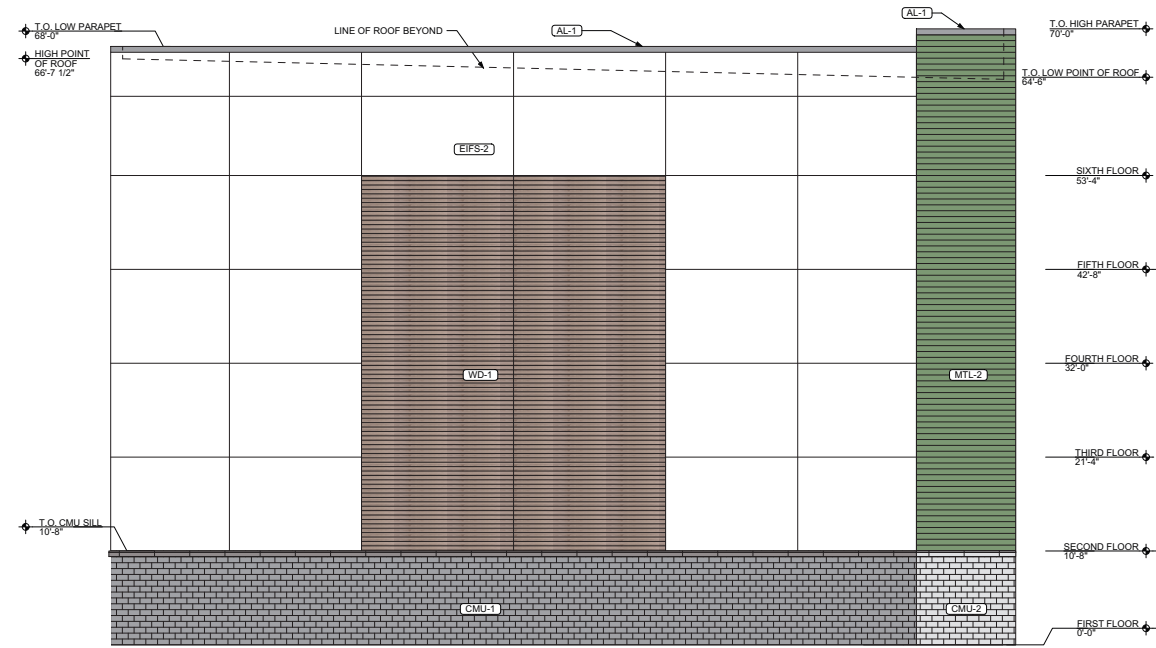 T.O. LOW PARAPET
68'-0"
HIGH POINT
OF ROOF
66'-7 1/2"
LINE OF ROOF BEYOND
AL-1
AL-1
T.O. HIGH PARAPET
70'-0"
T.O. LOW POINT OF ROOF
64'-6"
EIFS-2
SIXTH FLOOR
53'-4"
FIFTH FLOOR
42'-8"
FOURTH FLOOR
32'-0"
WD-1
MTL-2
THIRD FLOOR
21'-4"
T.O. CMU SILL
10'-8"
SECOND FLOOR
10'-8"
CMU-1
CMU-2
FIRST FLOOR
0'-0"